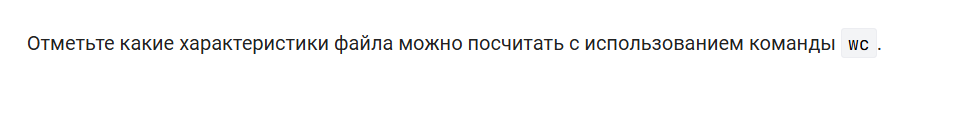 Отметьте какие характеристики файла можно посчитать с использованием команды wc.